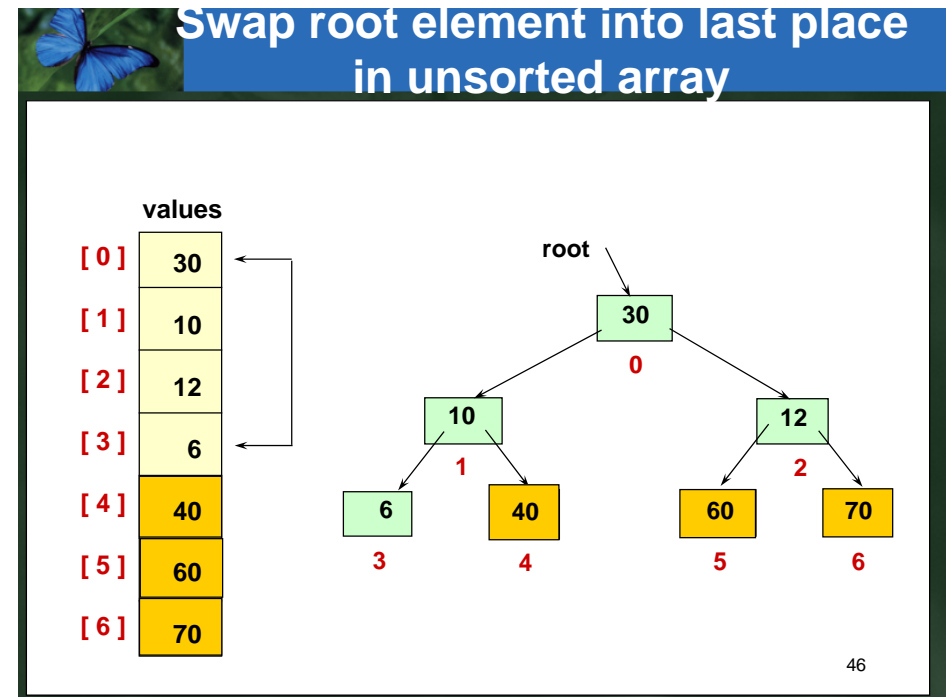 Swap root element into last place
in unsorted array
values
[ 0 ] 30
[ 1 ] 10
[ 2 ] 12
[ 3 ] 6
[ 4 ] 40
[ 5 ] 60
[ 6 ] 70
root
30
0
10 12
1 2
6 40 60 70
3 4 5 6
46